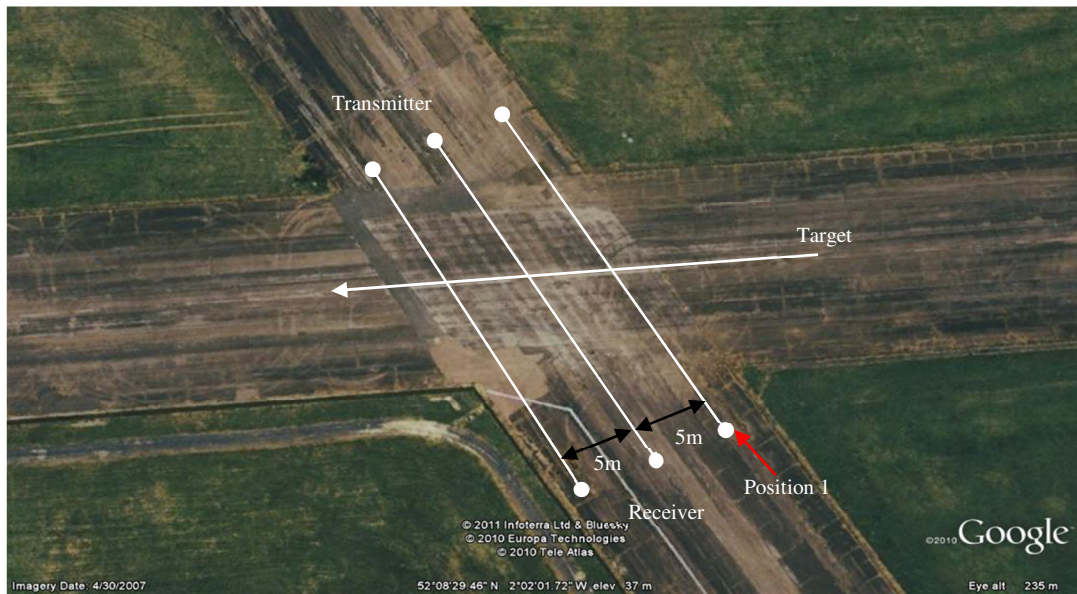 Transmitter
Target
5m
5m
Position 1
Receiver
© 2011 Infoterra Ltd & Bluesky
© 2010 Europa Technologies
© 2010 Tele Atlas
©2010 Google
Imagery Date: 4/30/2007
52°08'29.46" N 2°02'01.72" W elev 37 m
Eye alt 235 m